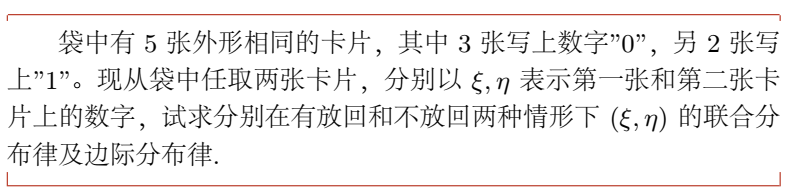 袋中有 5 张外形相同的卡片，其中 3 张写上数字”0”，另 2 张写
上”1”。现从袋中任取两张卡片，分别以 ξ, η 表示第一张和第二张卡
片上的数字，试求分别在有放回和不放回两种情形下 (ξ, η) 的联合分
布律及边际分布律.